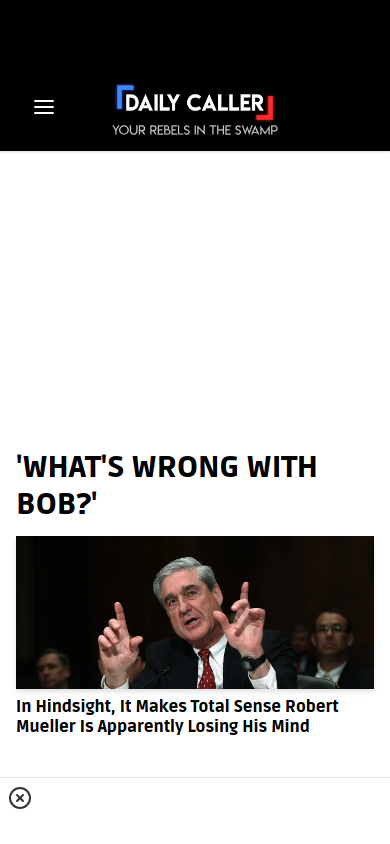 DAILY CALLER
YOUR REBELS IN THE SWAMP
'WHAT'S WRONG WITH
BOB?'
In Hindsight, It Makes Total Sense Robert
Mueller Is Apparently Losing His Mind